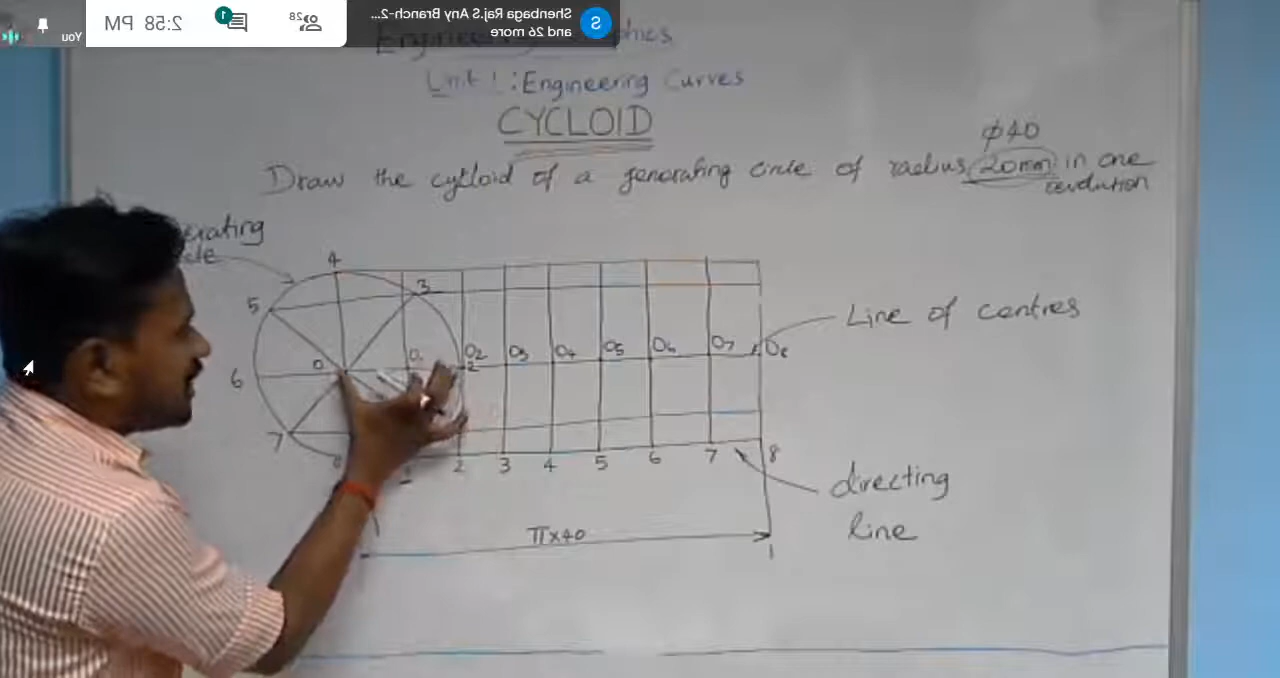 You
2:58 PM
28
1
Shenbaga Raj.S Any Branch-2...
and 26 more
S
Unit 1 : Engineering Curves
CYCLOID
φ40
Draw the cycloid of a generating circle of radius 20mm in one
revolution
4
5
3
6
O
O1
O2
O3
O4
O5
O6
O7
O8
2
7
8
1
2
3
4
5
6
7
8
Line of centres
directing
line
π×40